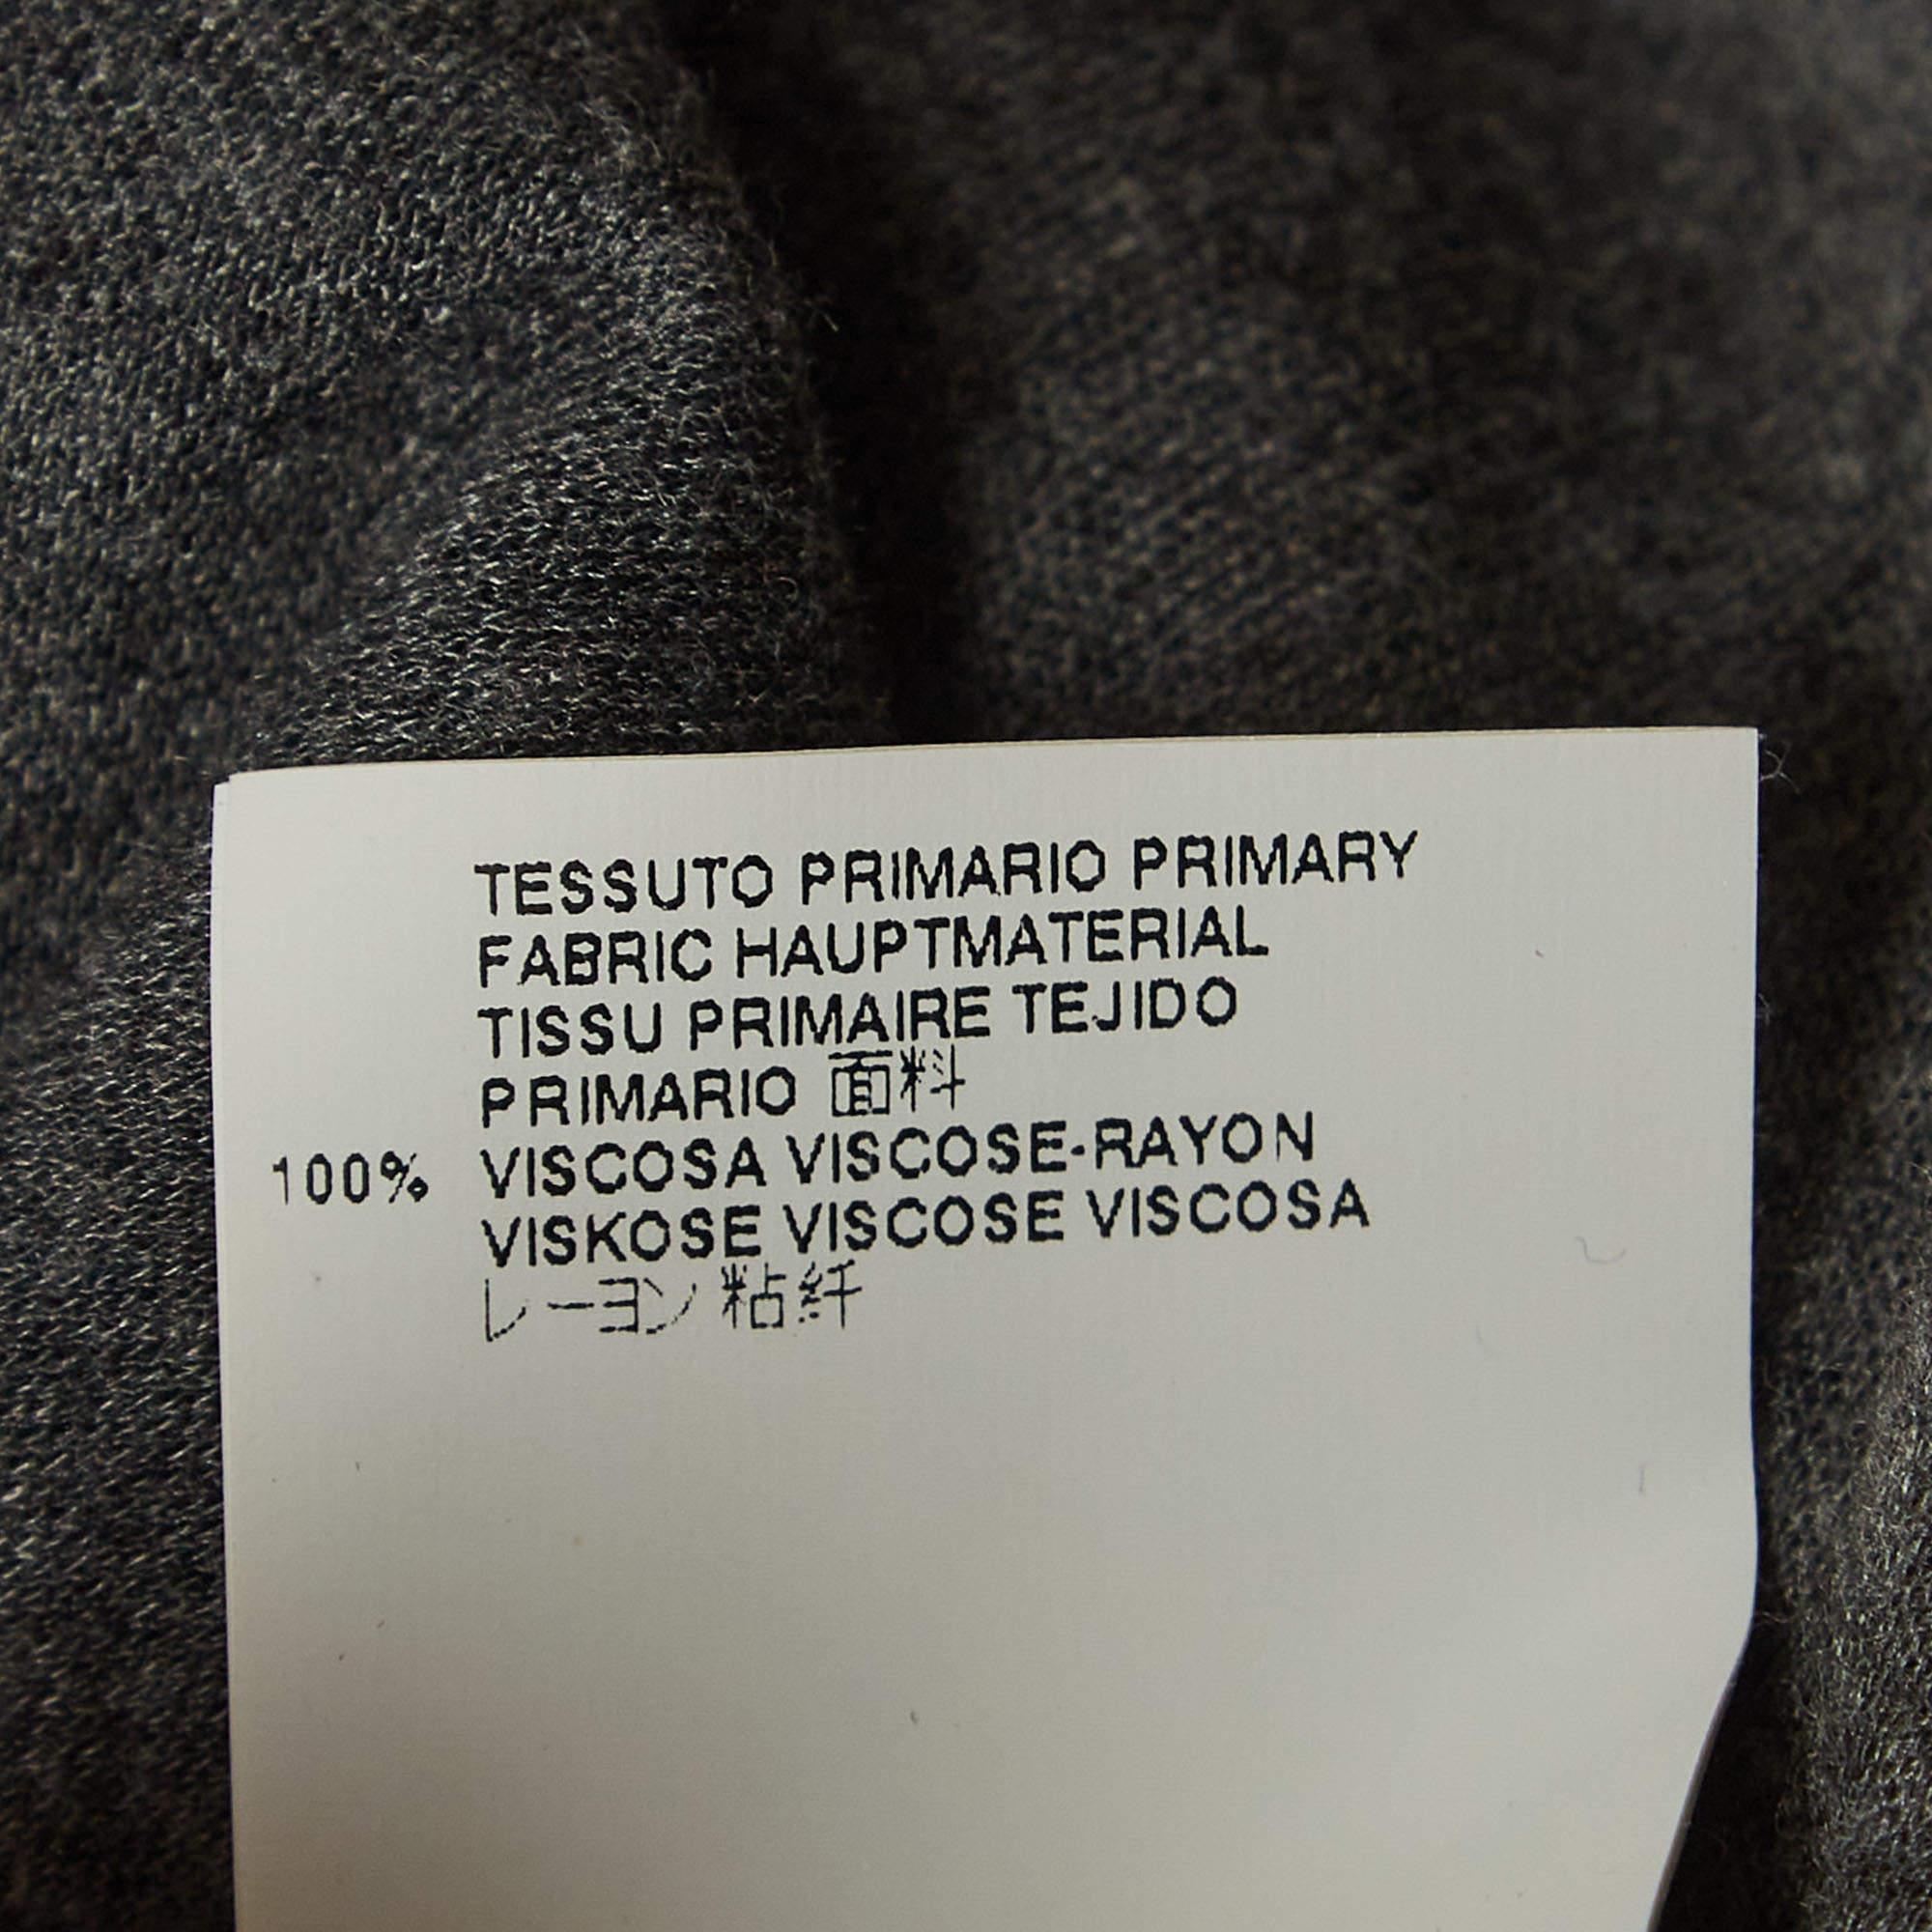 TESSUTO PRIMARIO PRIMARY
FABRIC HAUPTMATERIAL
TISSU PRIMAIRE TEJIDO
PRIMARIO 面料
100% VISCOSA VISCOSE-RAYON
VISKOSE VISCOSE VISCOSA
レーヨン 粘纤